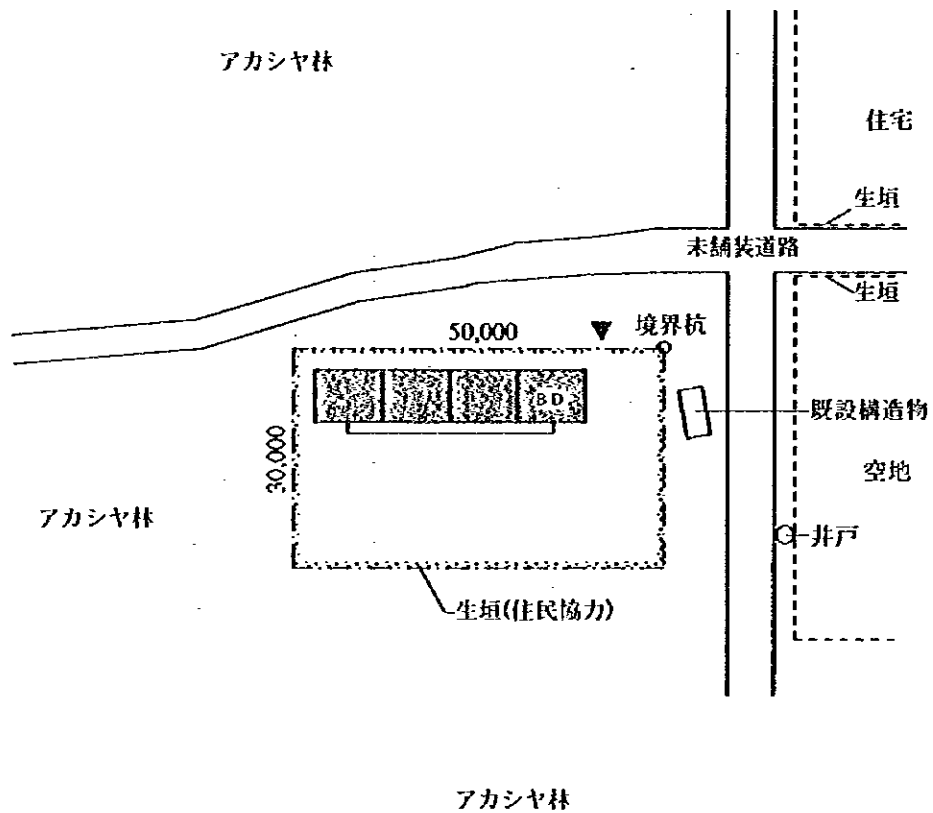 アカシヤ林
住宅
生垣
未舗装道路
生垣
50,000
境界杭
BD
既設構造物
30,000
空地
アカシヤ林
井戸
生垣(住民協力)
アカシヤ林